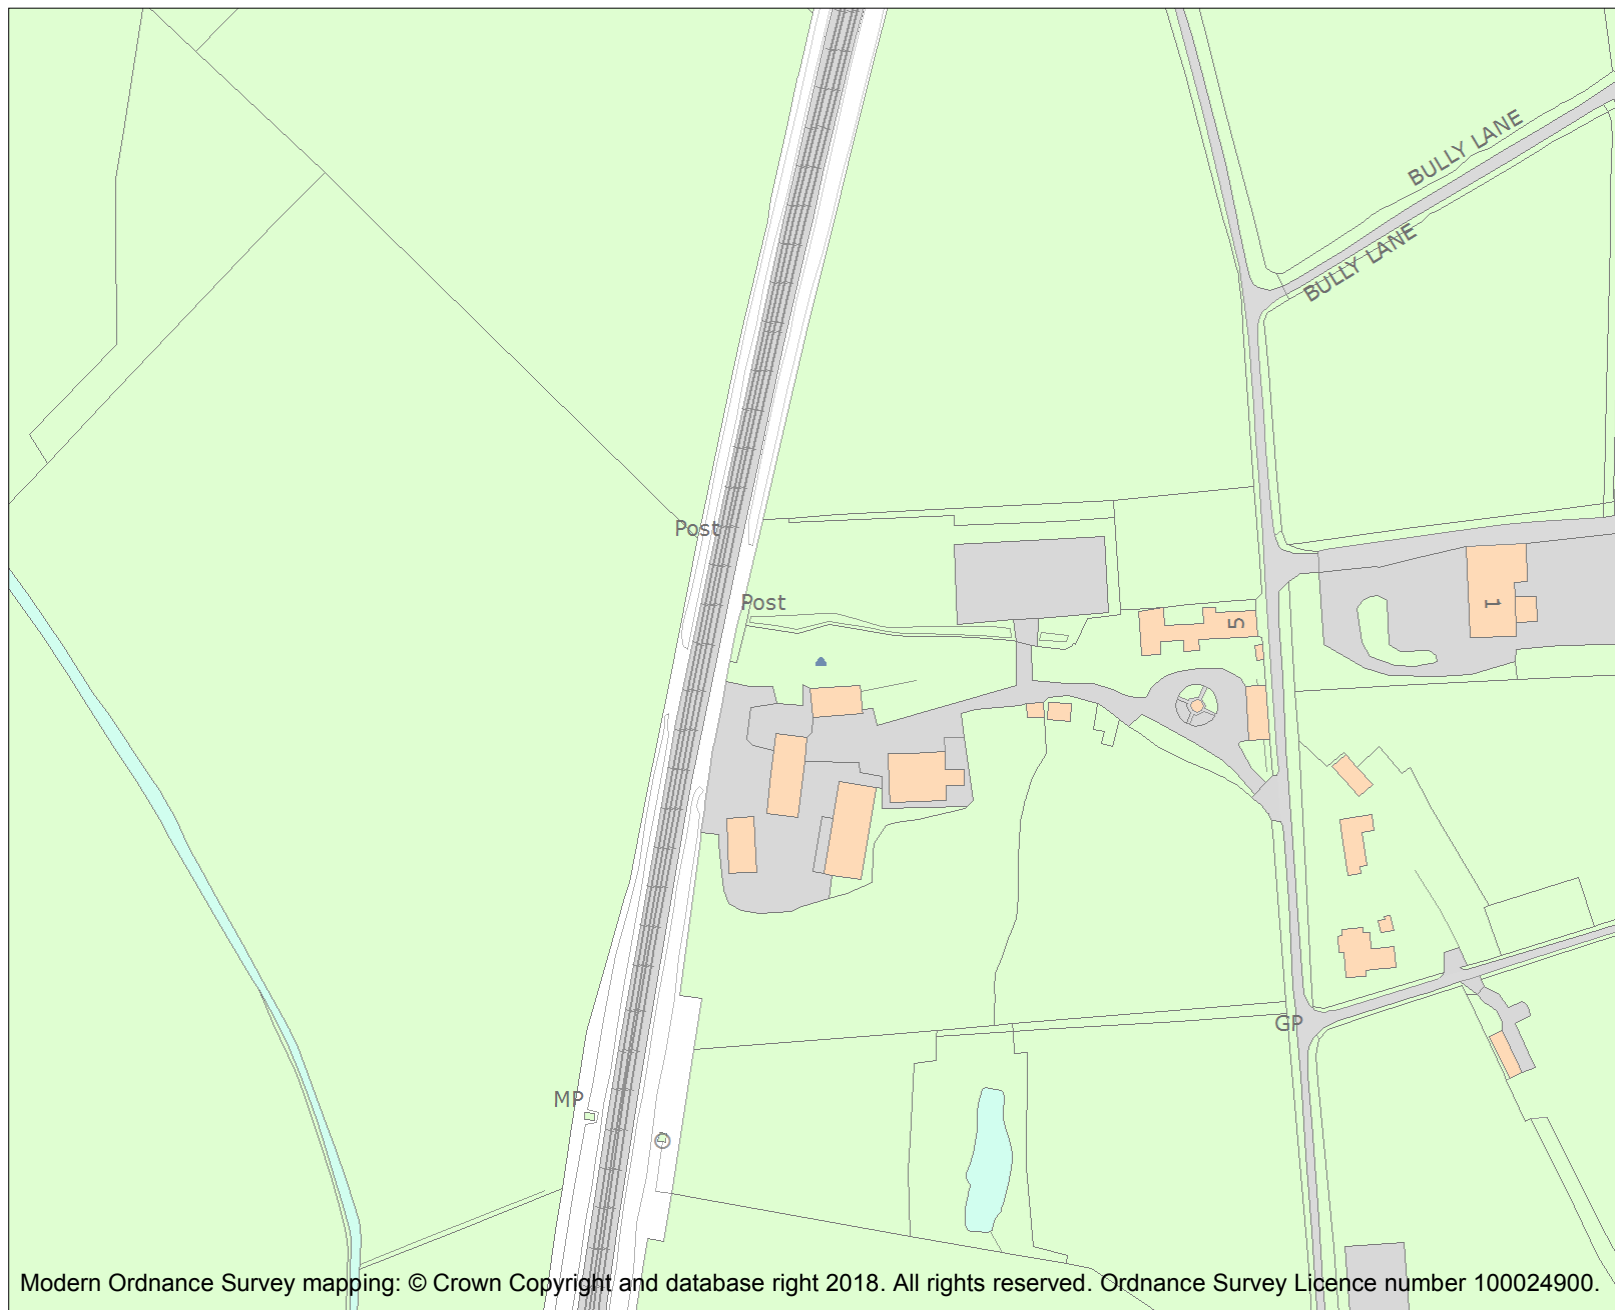 BULLY LANE
BULLY LANE
Post
Post
5
1
GP
MP
Modern Ordnance Survey mapping: © Crown Copyright and database right 2018. All rights reserved. Ordnance Survey Licence number 100024900.